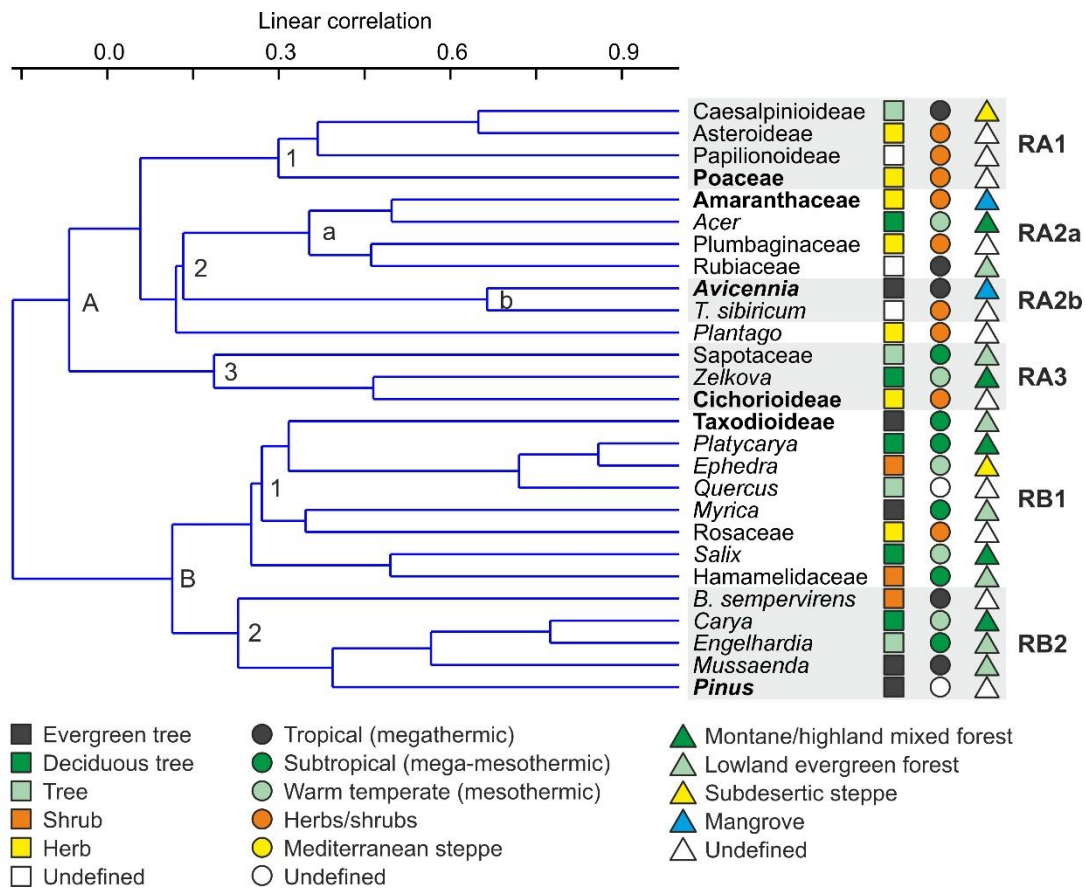 Linear correlation
0.0 0.3 0.6 0.9
Caesalpinioideae
Asteroideae
Papilionoideae
Poaceae
RA1
1
Amaranthaceae
Acer
Plumbaginaceae
Rubiaceae
RA2a
a
2
Avicennia
T. sibiricum
RA2b
b
A
Plantago
Sapotaceae
Zelkova
Cichorioideae
RA3
3
Taxodioideae
Platycarya
Ephedra
Quercus
Myrica
Rosaceae
Salix
Hamamelidaceae
RB1
1
B
B. sempervirens
Carya
Engelhardia
Mussaenda
Pinus
RB2
2
Evergreen tree
Deciduous tree
Tree
Shrub
Herb
Undefined
Tropical (megathermic)
Subtropical (mega-mesothermic)
Warm temperate (mesothermic)
Herbs/shrubs
Mediterranean steppe
Undefined
Montane/highland mixed forest
Lowland evergreen forest
Subdesertic steppe
Mangrove
Undefined